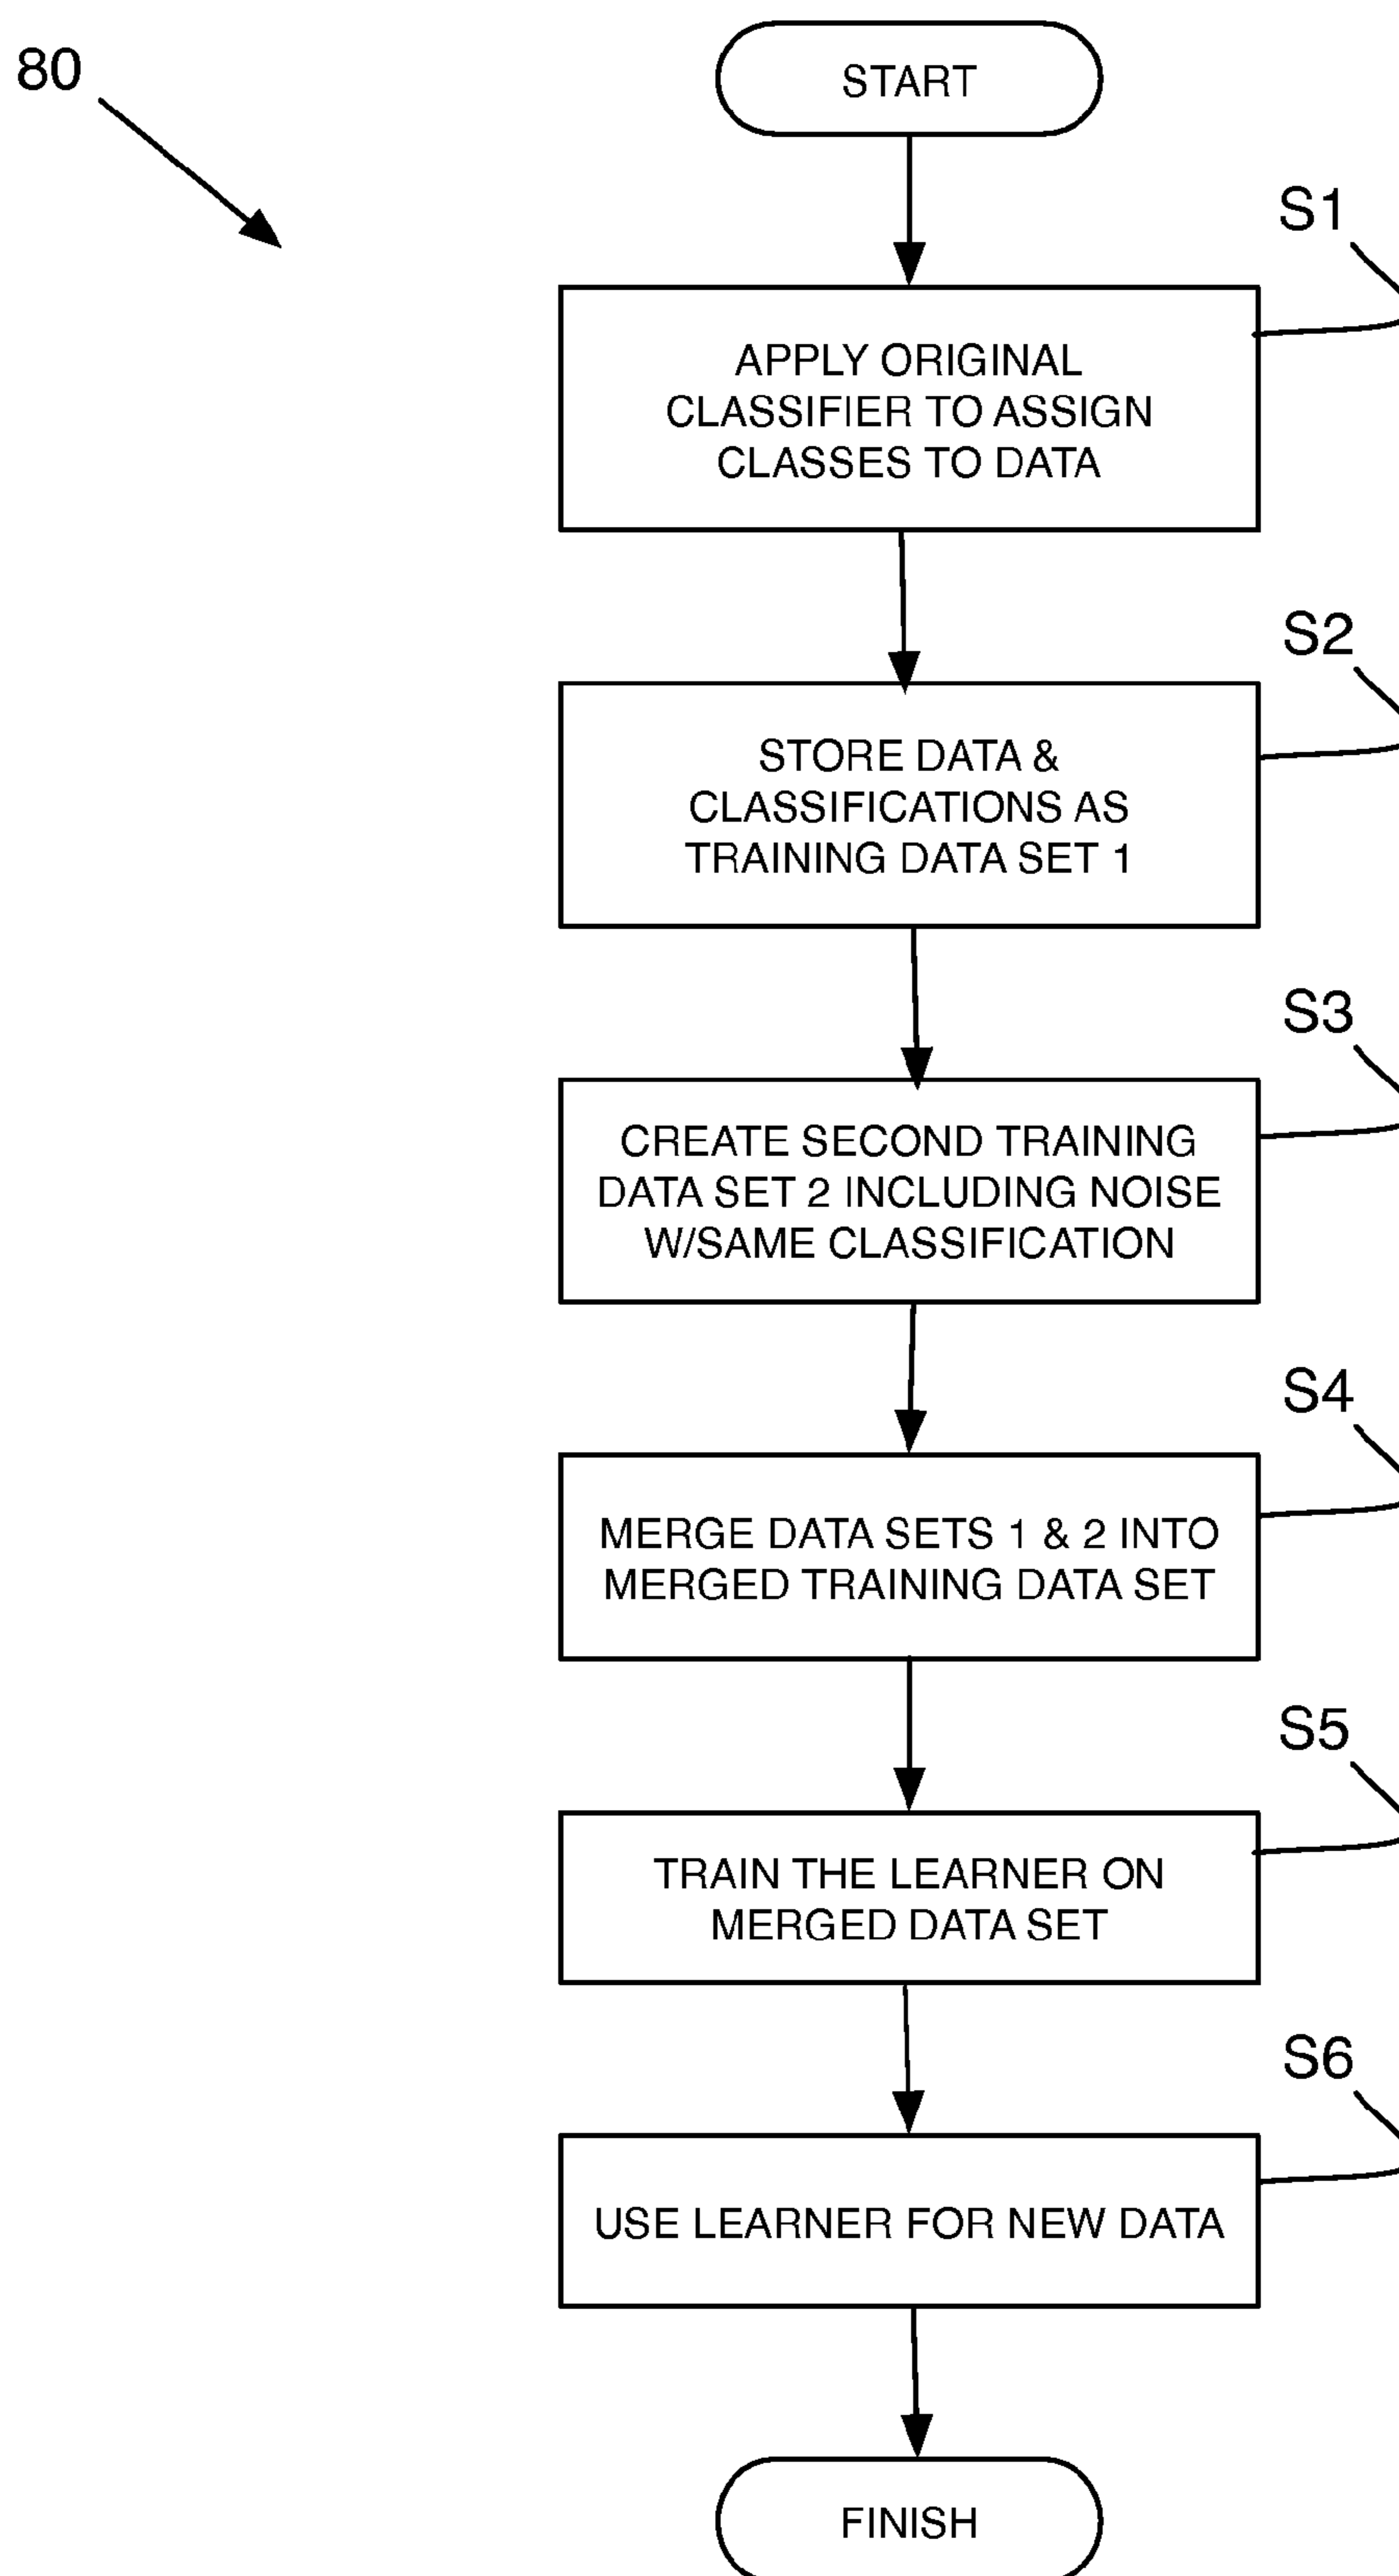 80
START
S1
APPLY ORIGINAL
CLASSIFIER TO ASSIGN
CLASSES TO DATA
S2
STORE DATA &
CLASSIFICATIONS AS
TRAINING DATA SET 1
S3
CREATE SECOND TRAINING
DATA SET 2 INCLUDING NOISE
W/SAME CLASSIFICATION
S4
MERGE DATA SETS 1 & 2 INTO
MERGED TRAINING DATA SET
S5
TRAIN THE LEARNER ON
MERGED DATA SET
S6
USE LEARNER FOR NEW DATA
FINISH